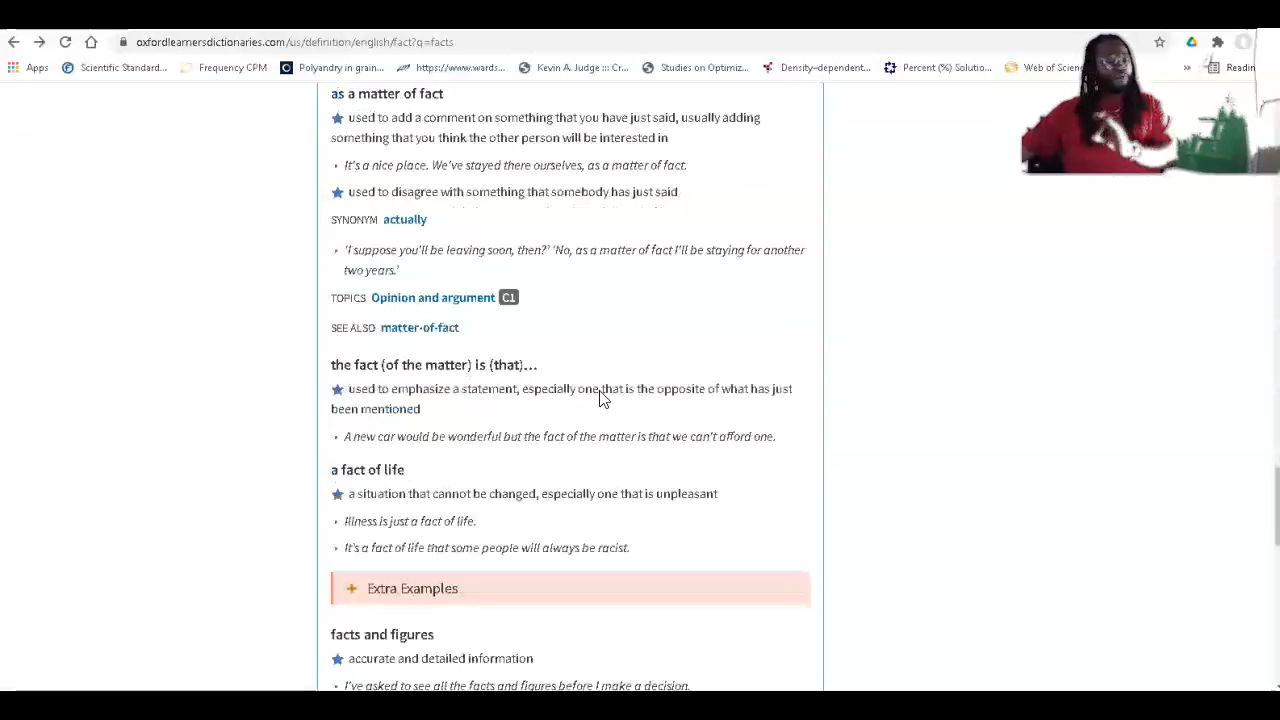 oxfordlearnersdictionaries.com/us/definition/english/fact?q=facts
Apps Scientific Standard... Frequency CPM Polyandry in grain... https://www.wards... Kevin A. Judge ::: Cr... Studies on Optimiz... Density-dependent... Percent (%) Solutio... Web of Scien » Readin
as a matter of fact
used to add a comment on something that you have just said, usually adding
something that you think the other person will be interested in
It's a nice place. We've stayed there ourselves, as a matter of fact.
used to disagree with something that somebody has just said
SYNONYM actually
‘I suppose you'll be leaving soon, then?’ ‘No, as a matter of fact I'll be staying for another
two years.’
TOPICS Opinion and argument C1
SEE ALSO matter-of-fact
the fact (of the matter) is (that)…
used to emphasize a statement, especially one that is the opposite of what has just
been mentioned
A new car would be wonderful but the fact of the matter is that we can't afford one.
a fact of life
a situation that cannot be changed, especially one that is unpleasant
Illness is just a fact of life.
It's a fact of life that some people will always be racist.
+ Extra Examples
facts and figures
accurate and detailed information
I've asked to see all the facts and figures before I make a decision.